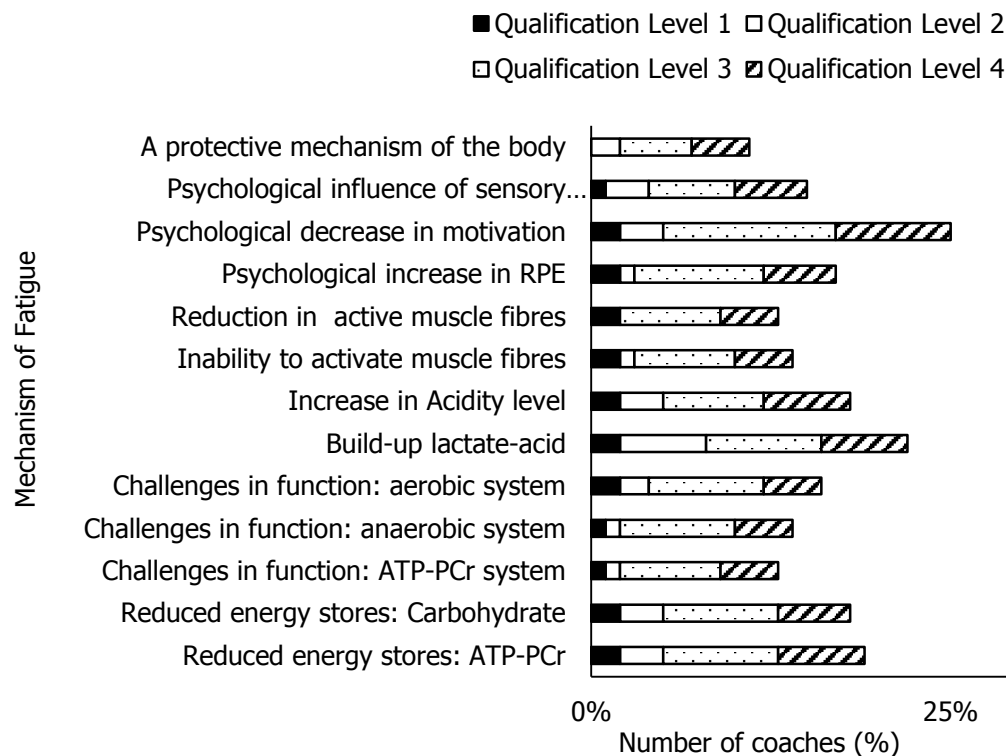 Qualification Level 1 Qualification Level 2
Qualification Level 3 Qualification Level 4
Mechanism of Fatigue
A protective mechanism of the body
Psychological influence of sensory…
Psychological decrease in motivation
Psychological increase in RPE
Reduction in  active muscle fibres
Inability to activate muscle fibres
Increase in Acidity level
Build-up lactate-acid
Challenges in function: aerobic system
Challenges in function: anaerobic system
Challenges in function: ATP-PCr system
Reduced energy stores: Carbohydrate
Reduced energy stores: ATP-PCr
0% 25%
Number of coaches (%)